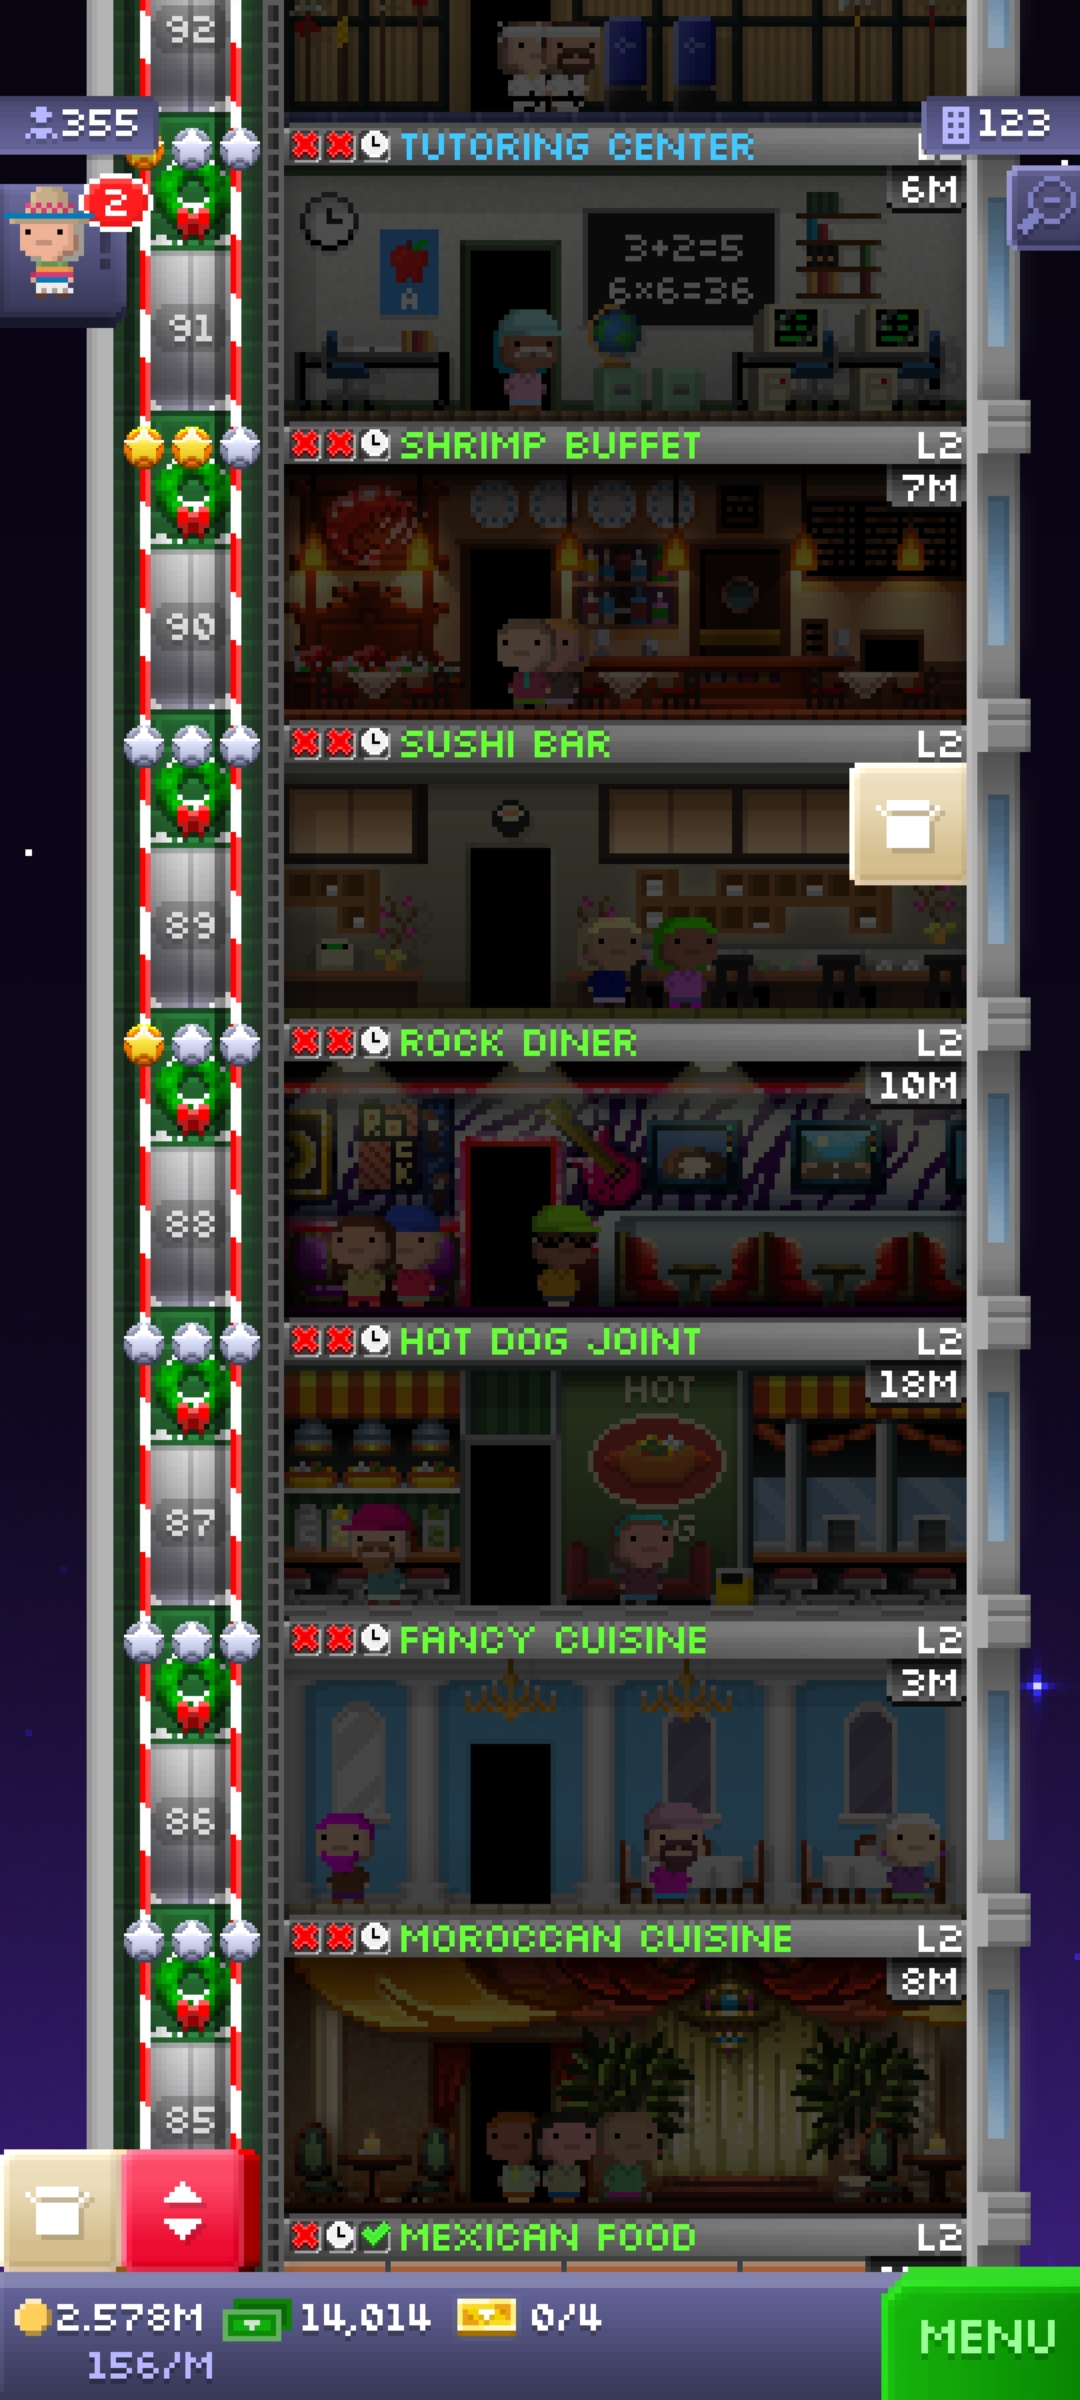 92
355
123
TUTORING CENTER
2
6M
3+2=5
6×6=36
A
91
SHRIMP BUFFET L2
7M
90
SUSHI BAR L2
89
ROCK DINER L2
10M
ROCK
88
HOT DOG JOINT L2
18M
HOT
G
87
FANCY CUISINE L2
3M
86
MOROCCAN CUISINE L2
8M
85
MEXICAN FOOD L2
2.578M 14,014 0/4
156/M
MENU